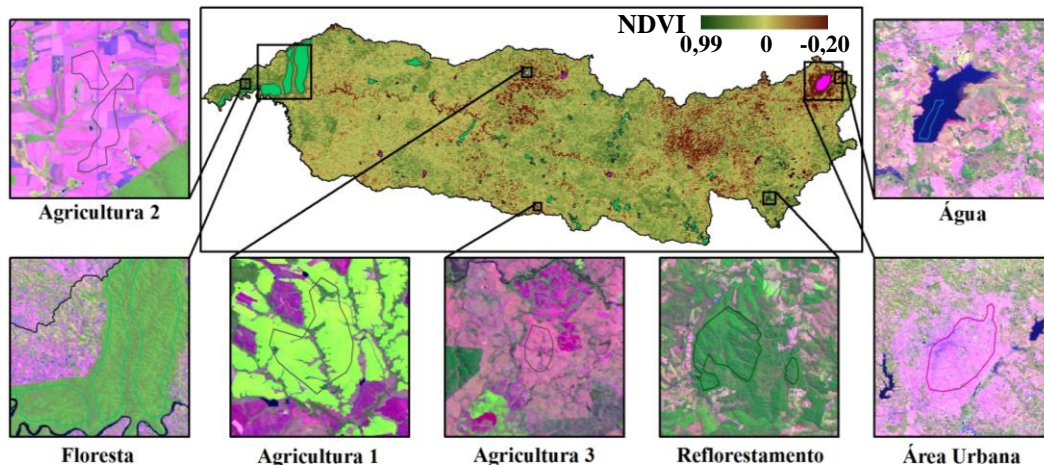 NDVI
0,99 0 -0,20
Agricultura 2
Água
Floresta
Agricultura 1
Agricultura 3
Reflorestamento
Área Urbana